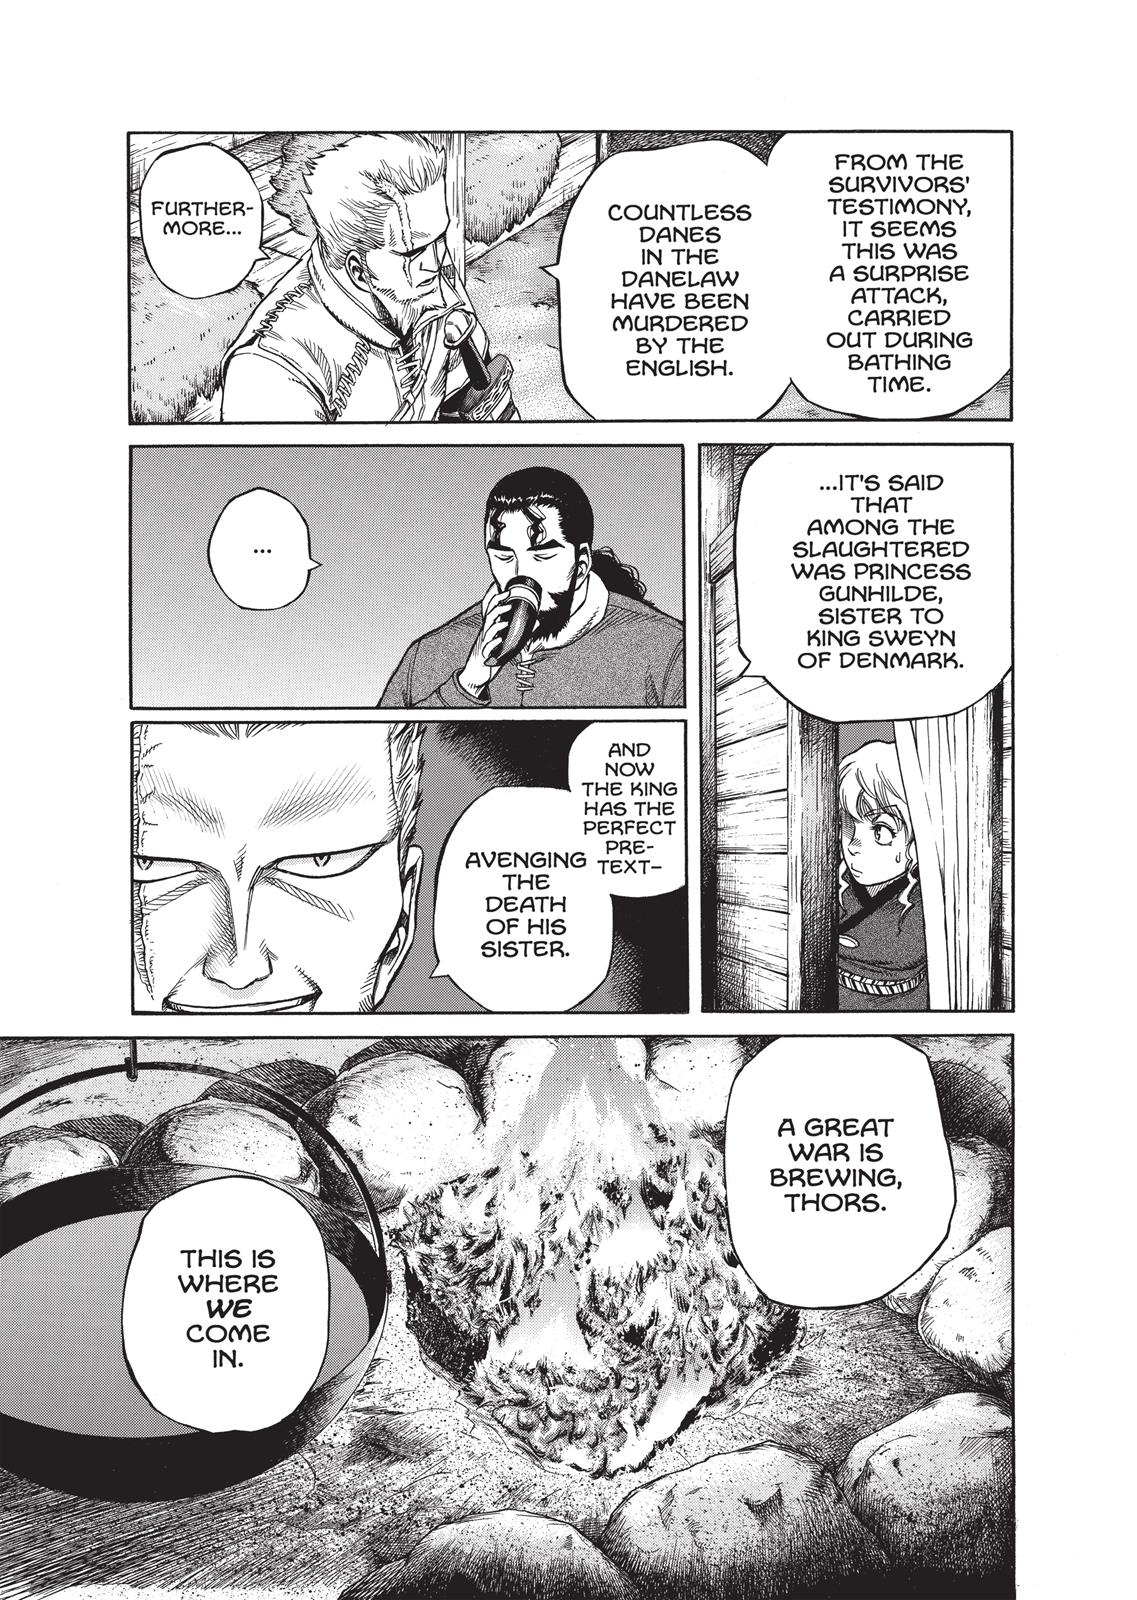 FROM THE
SURVIVORS'
TESTIMONY,
IT SEEMS
THIS WAS
A SURPRISE
ATTACK,
CARRIED
OUT DURING
BATHING
TIME.
COUNTLESS
DANES
IN THE
DANELAW
HAVE BEEN
MURDERED
BY THE
ENGLISH.
FURTHER-
MORE...
...IT'S SAID
THAT
AMONG THE
SLAUGHTERED
WAS PRINCESS
GUNHILDE,
SISTER TO
KING SWEYN
OF DENMARK.
...
AND
NOW
THE KING
HAS THE
PERFECT
PRE-
TEXT–
AVENGING
THE
DEATH
OF HIS
SISTER.
A GREAT
WAR IS
BREWING,
THORS.
THIS IS
WHERE
WE
COME
IN.